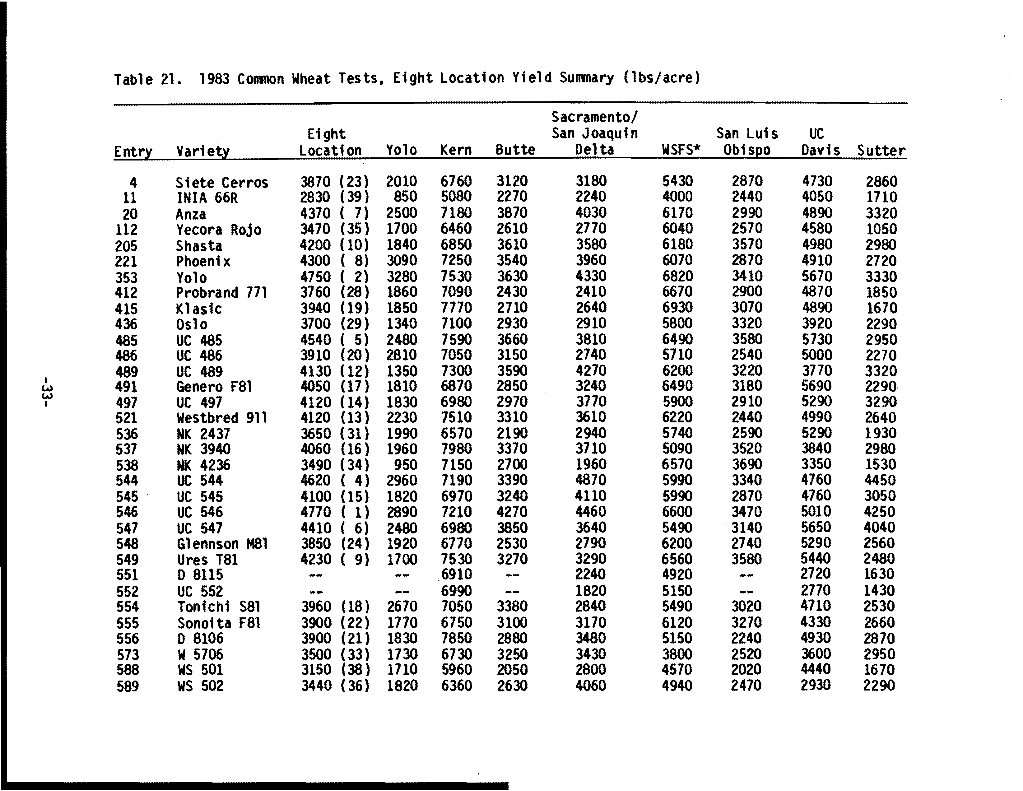 Table 21. 1983 Common Wheat Tests, Eight Location Yield Summary (lbs/acre)
Sacramento/
Eight San Joaquin San Luis UC
Entry Variety Location Yolo Kern Butte Delta WSFS* Obispo Davis Sutter
4 Siete Cerros 3870 (23) 2010 6760 3120 3180 5430 2870 4730 2860
11 INIA 66R 2830 (39) 850 5080 2270 2240 4000 2440 4050 1710
20 Anza 4370 ( 7) 2500 7180 3870 4030 6170 2990 4890 3320
112 Yecora Rojo 3470 (35) 1700 6460 2610 2770 6040 2570 4580 1050
205 Shasta 4200 (10) 1840 6850 3610 3580 6180 3570 4980 2980
221 Phoenix 4300 ( 8) 3090 7250 3540 3960 6070 2870 4910 2720
353 Yolo 4750 ( 2) 3280 7530 3630 4330 6820 3410 5670 3330
412 Probrand 771 3760 (28) 1860 7090 2430 2410 6670 2900 4870 1850
415 Klasic 3940 (19) 1850 7770 2710 2640 6930 3070 4890 1670
436 Oslo 3700 (29) 1340 7100 2930 2910 5800 3320 3920 2290
485 UC 485 4540 ( 5) 2480 7590 3660 3810 6490 3580 5730 2950
486 UC 486 3910 (20) 2810 7050 3150 2740 5710 2540 5000 2270
489 UC 489 4130 (12) 1350 7300 3590 4270 6200 3220 3770 3320
491 Genero F81 4050 (17) 1810 6870 2850 3240 6490 3180 5690 2290
497 UC 497 4120 (14) 1830 6980 2970 3770 5900 2910 5290 3290
521 Westbred 911 4120 (13) 2230 7510 3310 3610 6220 2440 4990 2640
536 NK 2437 3650 (31) 1990 6570 2190 2940 5740 2590 5290 1930
537 NK 3940 4060 (16) 1960 7980 3370 3710 5090 3520 3840 2980
538 NK 4236 3490 (34) 950 7150 2700 1960 6570 3690 3350 1530
544 UC 544 4620 ( 4) 2960 7190 3390 4870 5990 3340 4760 4450
545 UC 545 4100 (15) 1820 6970 3240 4110 5990 2870 4760 3050
546 UC 546 4770 ( 1) 2890 7210 4270 4460 6600 3470 5010 4250
547 UC 547 4410 ( 6) 2480 6980 3850 3640 5490 3140 5650 4040
548 Glennson M81 3850 (24) 1920 6770 2530 2790 6200 2740 5290 2560
549 Ures T81 4230 ( 9) 1700 7530 3270 3290 6560 3580 5440 2480
551 D 8115 -- -- 6910 -- 2240 4920 -- 2720 1630
552 UC 552 -- -- 6990 -- 1820 5150 -- 2770 1430
554 Tonichi S81 3960 (18) 2670 7050 3380 2840 5490 3020 4710 2530
555 Sonoita F81 3900 (22) 1770 6750 3100 3170 6120 3270 4330 2660
556 D 8106 3900 (21) 1830 7850 2880 3480 5150 2240 4930 2870
573 W 5706 3500 (33) 1730 6730 3250 3430 3800 2520 3600 2950
588 WS 501 3150 (38) 1710 5960 2050 2800 4570 2020 4440 1670
589 WS 502 3440 (36) 1820 6360 2630 4060 4940 2470 2930 2290
-33-